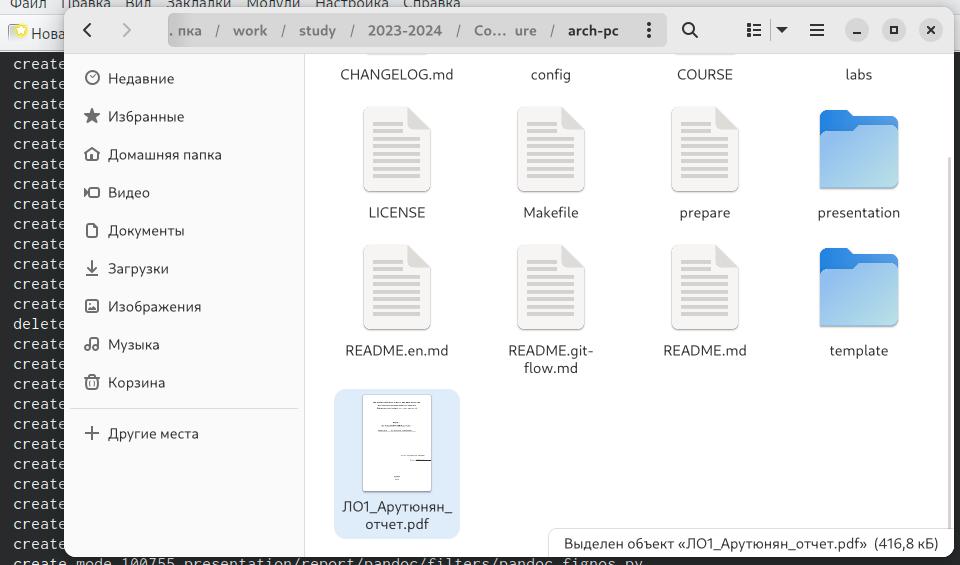 Файл Правка Вид Закладки Модули Настройка Справка
Нова
. пка / work / study / 2023-2024 / Co... ure / arch-pc
create
create
create
create
create
create
create
create
create
create
create
create
create
delete
create
create
create
create
create
create
create
create
create
create
create
create mode 100755 presentation/report/pandoc/filters/pandoc_fignos.py
Недавние
Избранные
Домашняя папка
Видео
Документы
Загрузки
Изображения
Музыка
Корзина
Другие места
CHANGELOG.md config COURSE labs
LICENSE Makefile prepare presentation
README.en.md README.git-flow.md README.md template
ЛО1_Арутюнян_
отчет.pdf
Выделен объект «ЛО1_Арутюнян_отчет.pdf» (416,8 кБ)